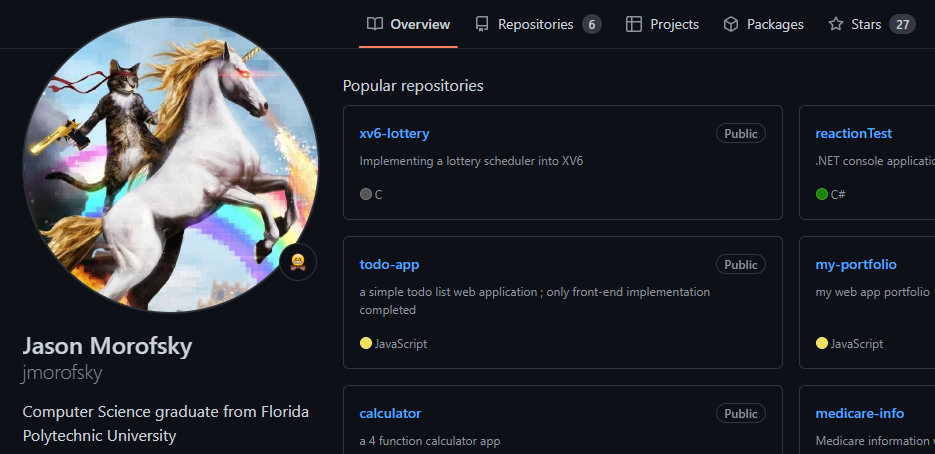 Overview Repositories 6 Projects Packages Stars 27
Popular repositories
xv6-lottery Public
Implementing a lottery scheduler into XV6
C
reactionTest
.NET console
C#
todo-app Public
a simple todo list web application ; only front-end implementation
completed
JavaScript
my-portfolio
my web app portfolio
JavaScript
calculator Public
a 4 function calculator app
medicare-info
Medicare information
Jason Morofsky
jmorofsky
Computer Science graduate from Florida
Polytechnic University